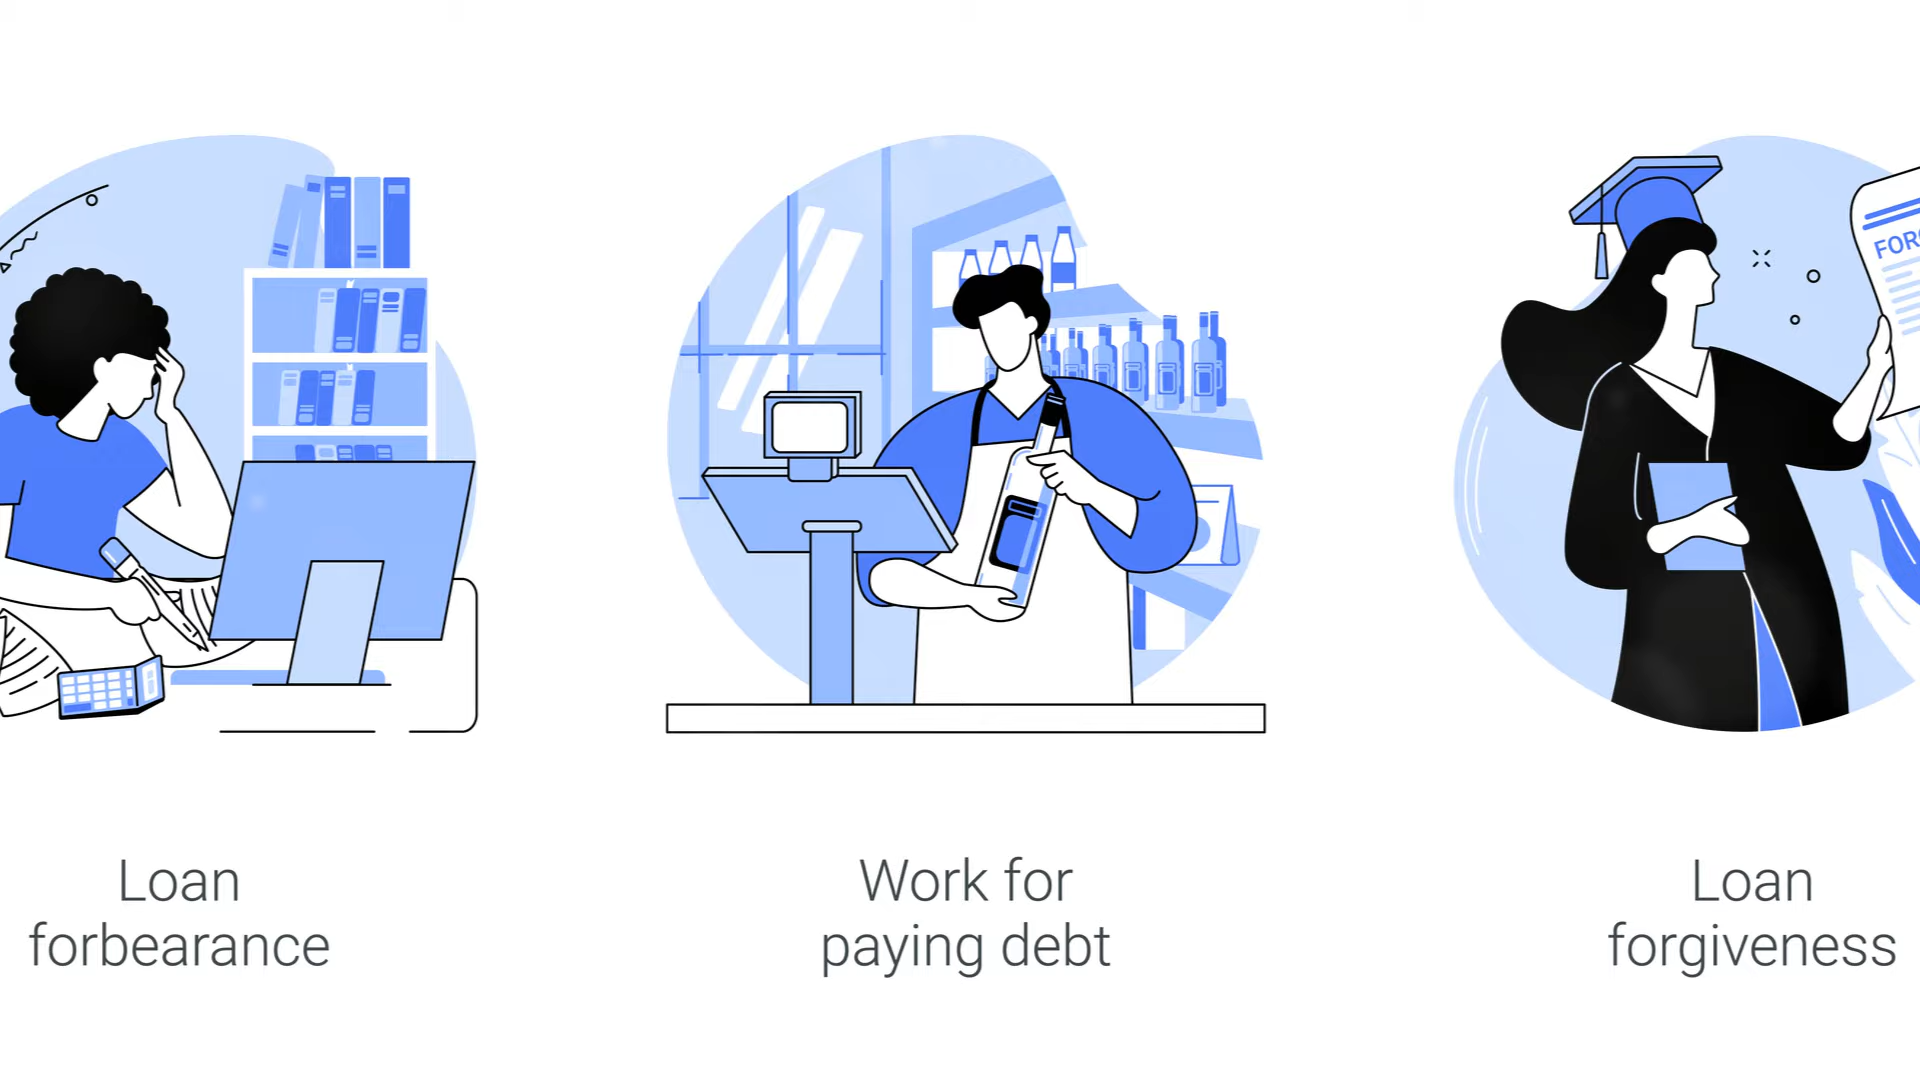 Loan
forbearance
Work for
paying debt
Loan
forgiveness